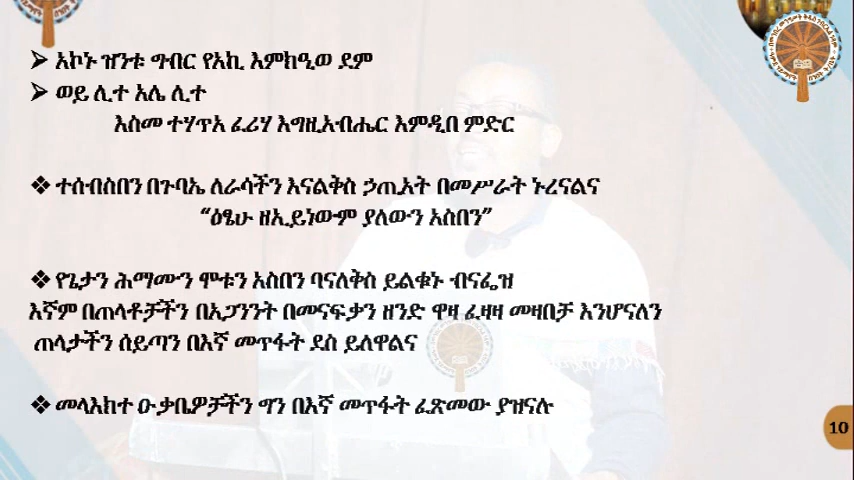 ➢ አኮኑ ዝንቱ ግብር የአኪ እምክዒወ ደም
➢ ወይ ሊተ አሌ ሊተ
እስመ ተሃጥአ ፈሪሃ እግዚአብሔር እምዲበ ምድር
❖ ተሰብስበን በጉባኤ ለራሳችን እናልቅስ ኃጢአት በመሥራት ኑረናልና
“ዕፄሁ ዘኢይነውም ያለውን አስበን”
❖ የጌታን ሕማሙን ሞቱን አስበን ባናለቅስ ይልቁኑ ብናፌዝ
እኛም በጠላቶቻችን በአጋንንት በመናፍቃን ዘንድ ዋዛ ፈዛዛ መዛበቻ እንሆናለን
ጠላታችን ሰይጣን በእኛ መጥፋት ደስ ይለዋልና
❖ መላእክተ ዑቃቤዎቻችን ግን በእኛ መጥፋት ፈጽመው ያዝናሉ
10